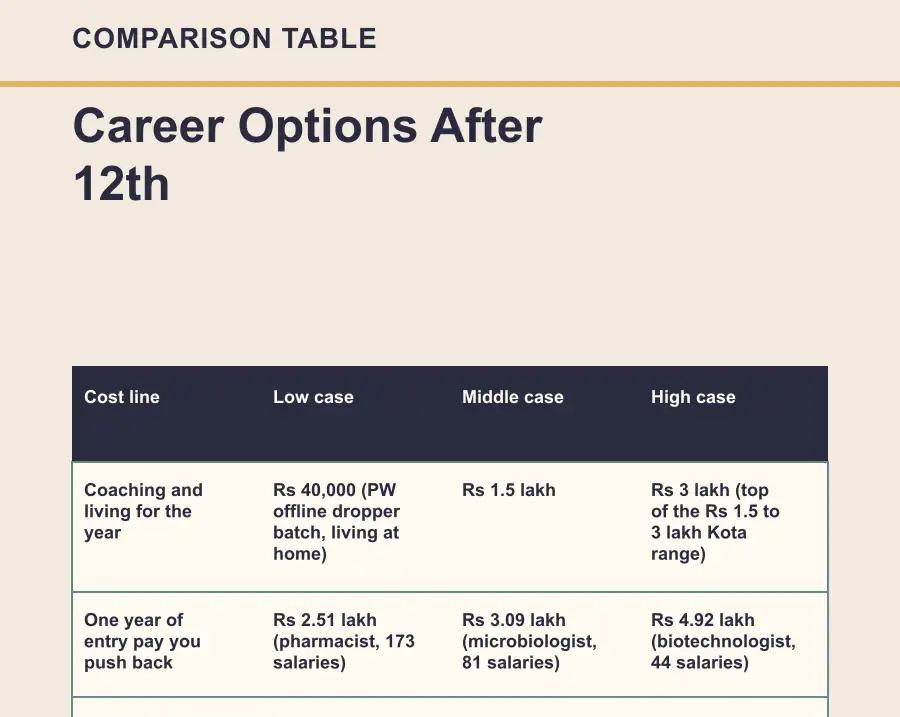 COMPARISON TABLE
Career Options After
12th
Cost line
Low case
Middle case
High case
Coaching and
living for the
year
Rs 40,000 (PW
offline dropper
batch, living at
home)
Rs 1.5 lakh
Rs 3 lakh (top
of the Rs 1.5 to
3 lakh Kota
range)
One year of
entry pay you
push back
Rs 2.51 lakh
(pharmacist, 173
salaries)
Rs 3.09 lakh
(microbiologist,
81 salaries)
Rs 4.92 lakh
(biotechnologist,
44 salaries)